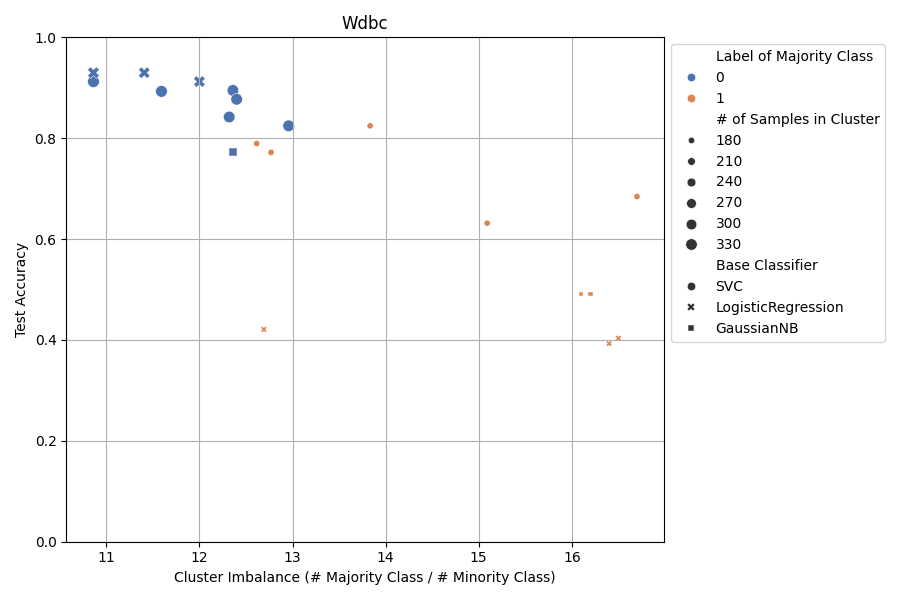 Wdbc
1.0
0.8
0.6
0.4
0.2
0.0
Test Accuracy
11 12 13 14 15 16
Cluster Imbalance (# Majority Class / # Minority Class)
Label of Majority Class
0
1
# of Samples in Cluster
180
210
240
270
300
330
Base Classifier
SVC
LogisticRegression
GaussianNB